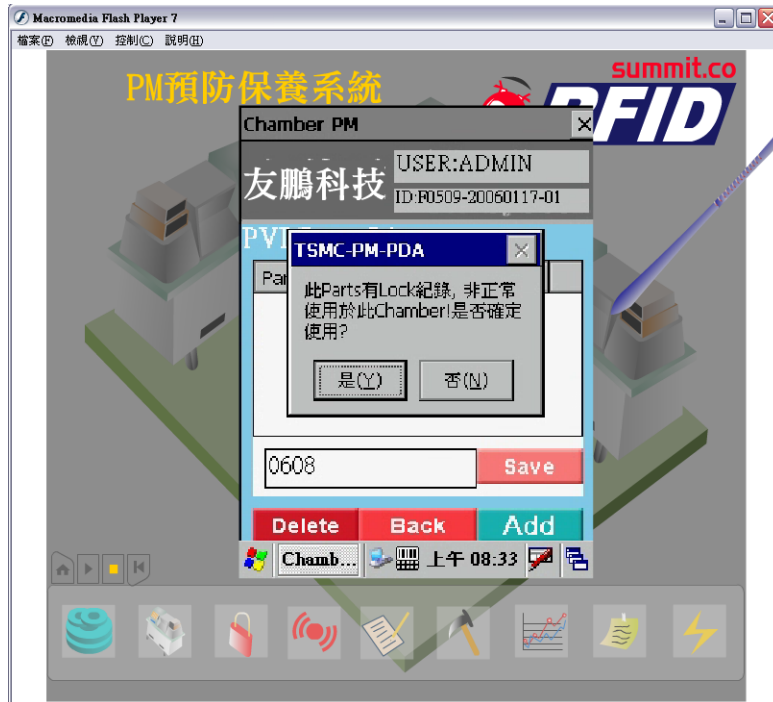 Macromedia Flash Player 7
檔案(F) 檢視(V) 控制(C) 說明(H)
PM預防保養系統
summit.co
RFID
Chamber PM
友鵬科技
USER:ADMIN
ID:F0509-20060117-01
TSMC-PM-PDA
此Parts有Lock紀錄, 非正常
使用於此Chamber!是否確定
使用?
是(Y) 否(N)
0608
Save
Delete Back Add
Chamb... 上午 08:33